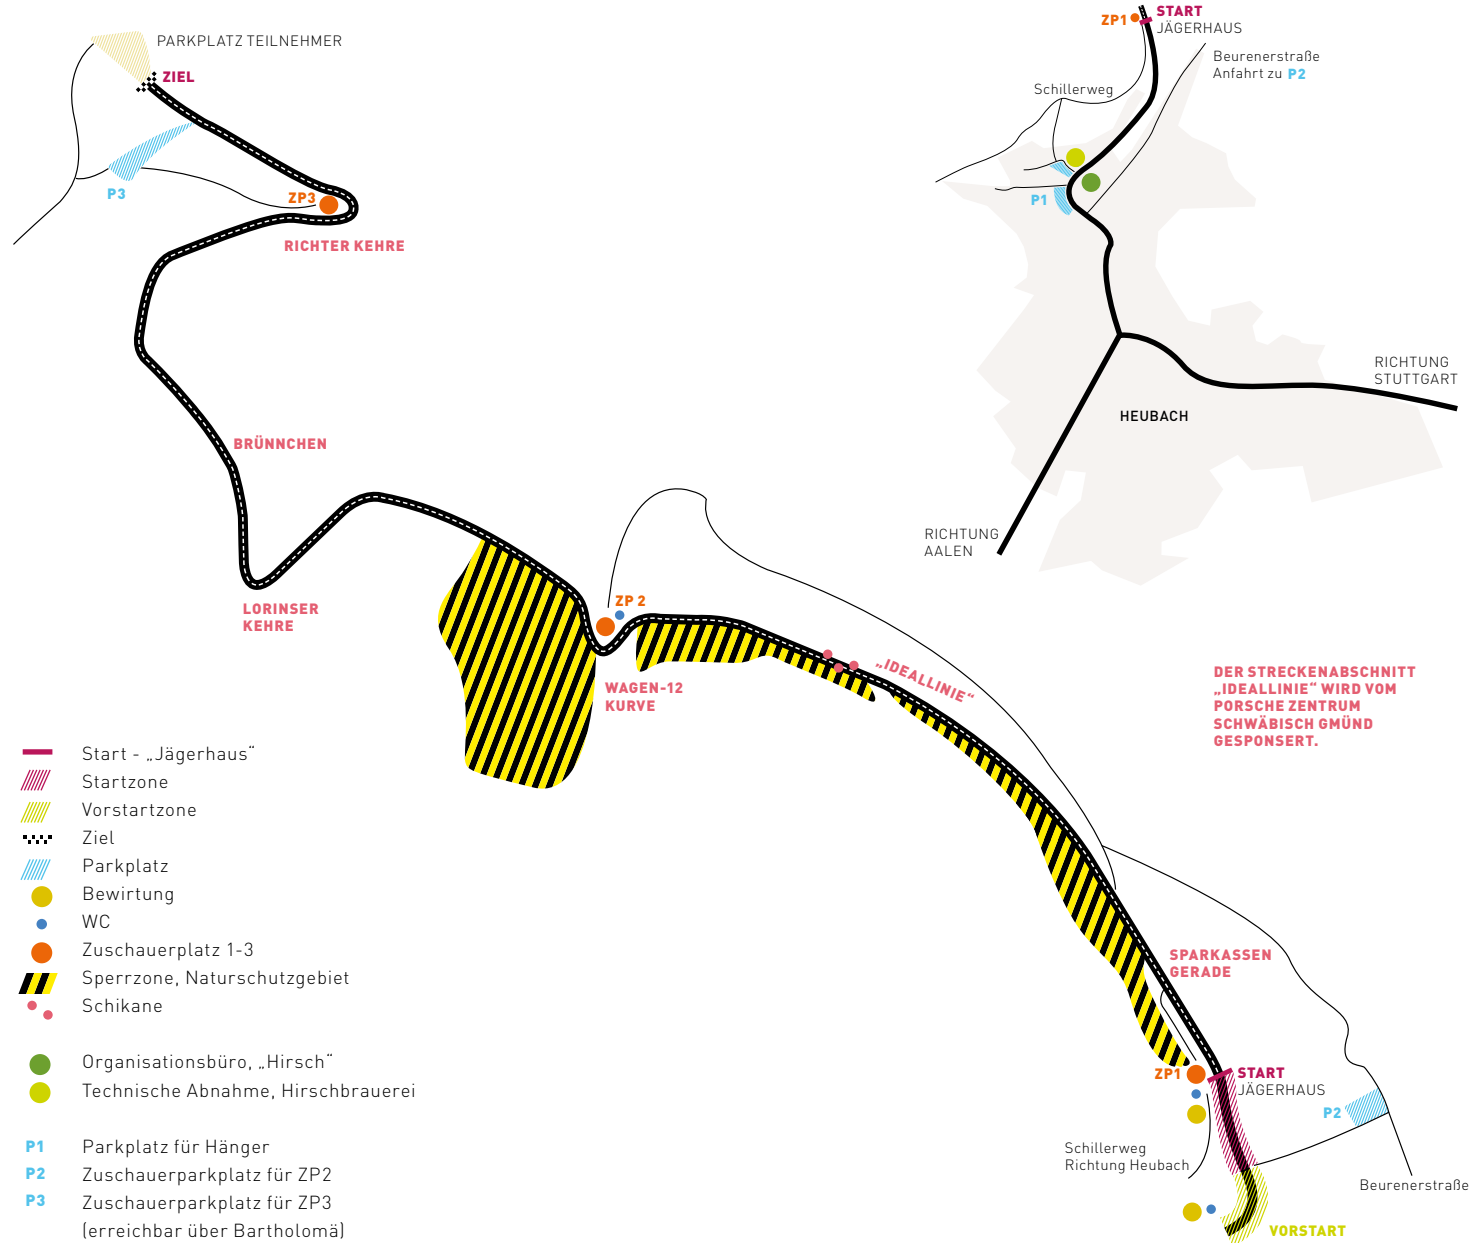 PARKPLATZ TEILNEHMER
ZIEL
P3
ZP3
RICHTER KEHRE
BRÜNNCHEN
LORINSER
KEHRE
ZP 2
WAGEN-12
KURVE
„IDEALLINIE“
SPARKASSEN
GERADE
ZP1
START
JÄGERHAUS
P2
Schillerweg
Richtung Heubach
Beurenerstraße
VORSTART
ZP1
START
JÄGERHAUS
Beurenerstraße
Anfahrt zu P2
Schillerweg
P1
RICHTUNG
STUTTGART
HEUBACH
RICHTUNG
AALEN
DER STRECKENABSCHNITT
„IDEALLINIE“ WIRD VOM
PORSCHE ZENTRUM
SCHWÄBISCH GMÜND
GESPONSERT.
Start - „Jägerhaus“
Startzone
Vorstartzone
Ziel
Parkplatz
Bewirtung
WC
Zuschauerplatz 1-3
Sperrzone, Naturschutzgebiet
Schikane
Organisationsbüro, „Hirsch“
Technische Abnahme, Hirschbrauerei
P1 Parkplatz für Hänger
P2 Zuschauerparkplatz für ZP2
P3 Zuschauerparkplatz für ZP3
(erreichbar über Bartholomä)